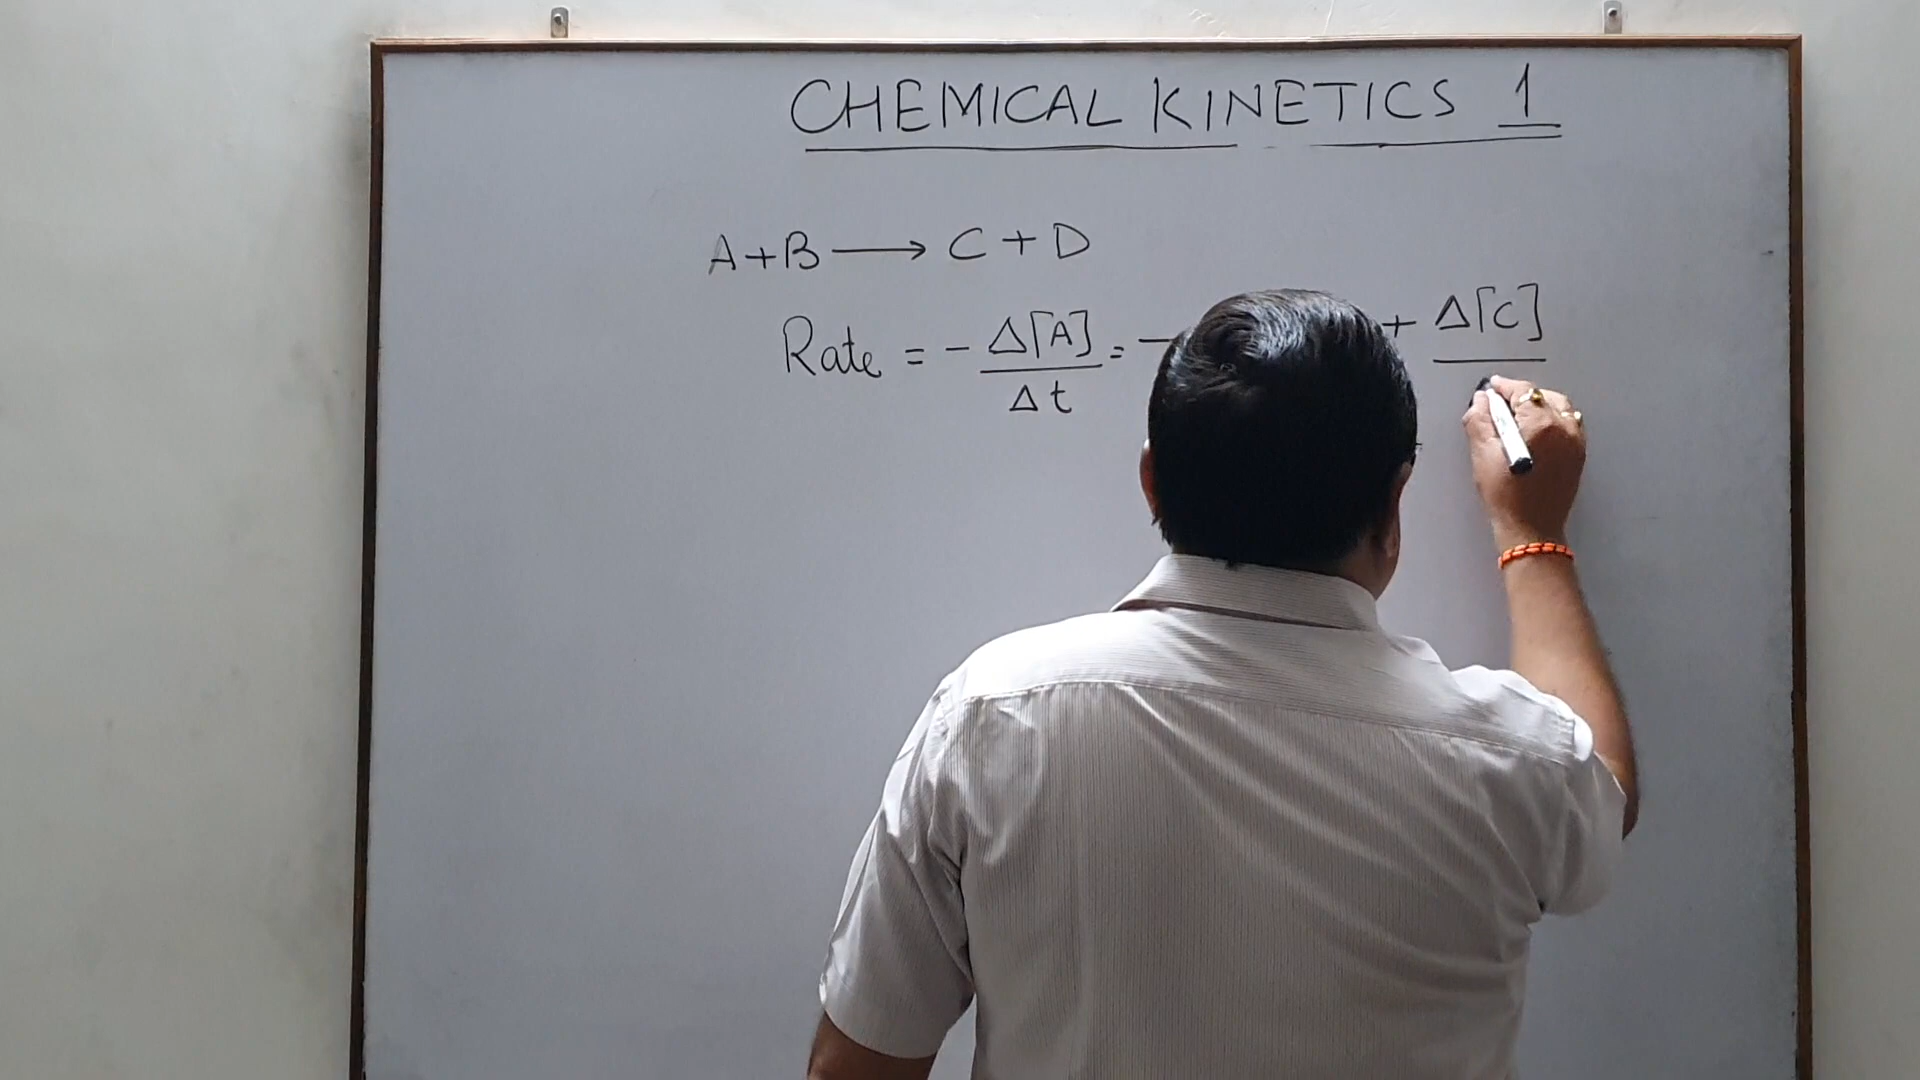 CHEMICAL KINETICS 1
A + B ⟶ C + D
Rate = - Δ[A]/Δt = - + Δ[C]